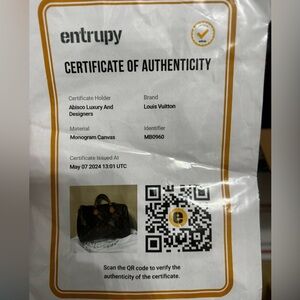 entrupy
CERTIFICATE OF AUTHENTICITY
Certificate Holder
Brand
Abisco Luxury And
Designers
Louis Vuitton
Material
Identifier
Monogram Canvas
MB0960
Certificate Issued At
May 07 2024 13:01 UTC
Scan the QR code to verify the
authenticity of the certificate.